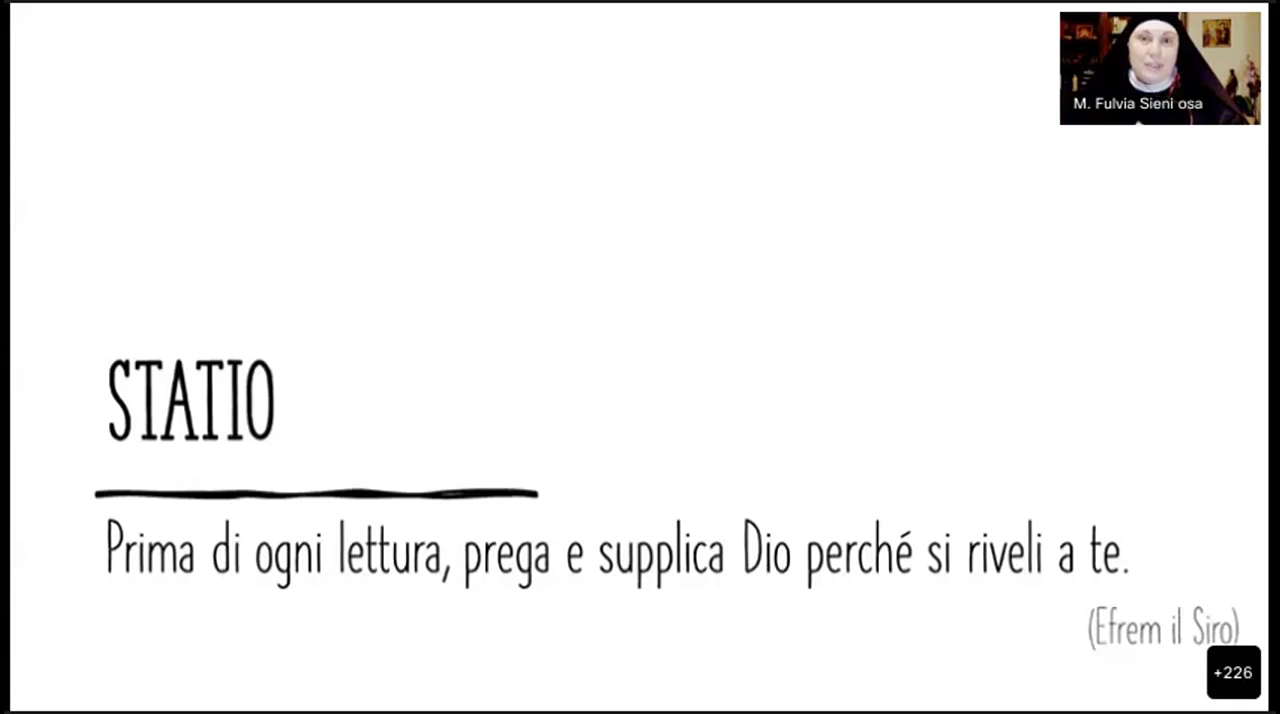 M. Fulvia Sieni osa
STATIO
Prima di ogni lettura, prega e supplica Dio perché si riveli a te.
(Efrem il Siro)
+226